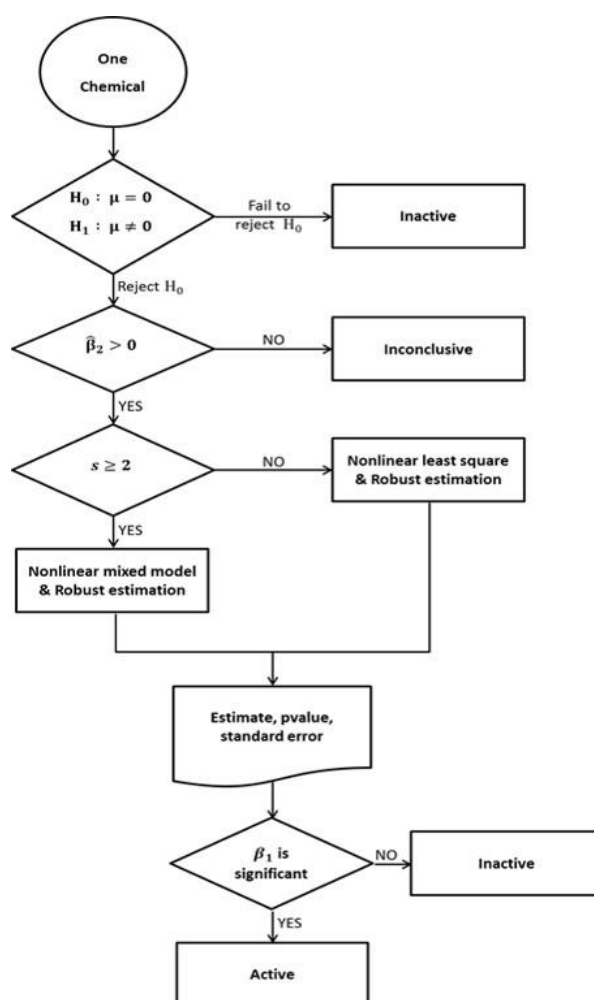 One
Chemical
H₀ : μ = 0
H₁ : μ ≠ 0
Fail to
reject H₀
Inactive
Reject H₀
β̂₂ > 0
NO
Inconclusive
YES
s ≥ 2
NO
Nonlinear least square
& Robust estimation
YES
Nonlinear mixed model
& Robust estimation
Estimate, pvalue,
standard error
β₁ is
significant
NO
Inactive
YES
Active